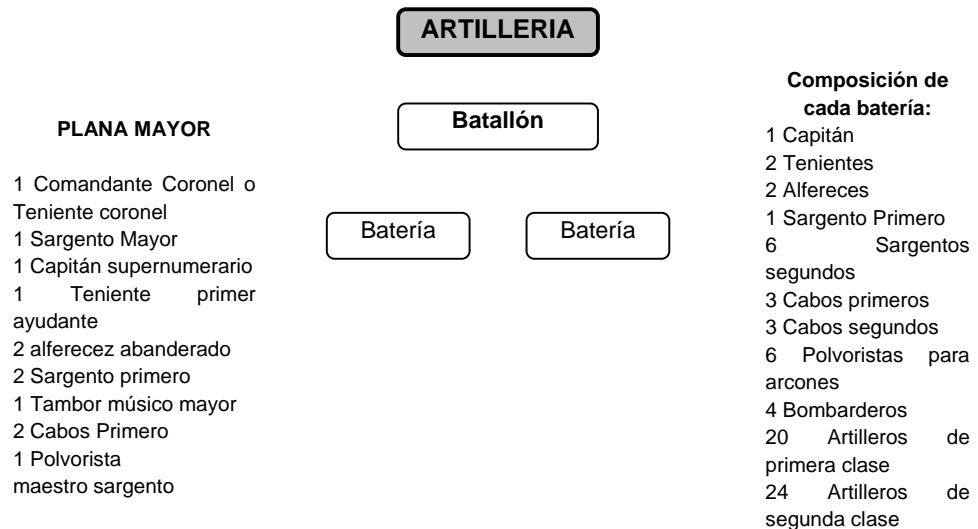 ARTILLERIA
Batallón
Batería
Batería
PLANA MAYOR
1 Comandante Coronel o
Teniente coronel
1 Sargento Mayor
1 Capitán supernumerario
1 Teniente primer
ayudante
2 alferecez abanderado
2 Sargento primero
1 Tambor músico mayor
2 Cabos Primero
1 Polvorista
maestro sargento
Composición de
cada batería:
1 Capitán
2 Tenientes
2 Alfereces
1 Sargento Primero
6 Sargentos
segundos
3 Cabos primeros
3 Cabos segundos
6 Polvoristas para
arcones
4 Bombarderos
20 Artilleros de
primera clase
24 Artilleros de
segunda clase